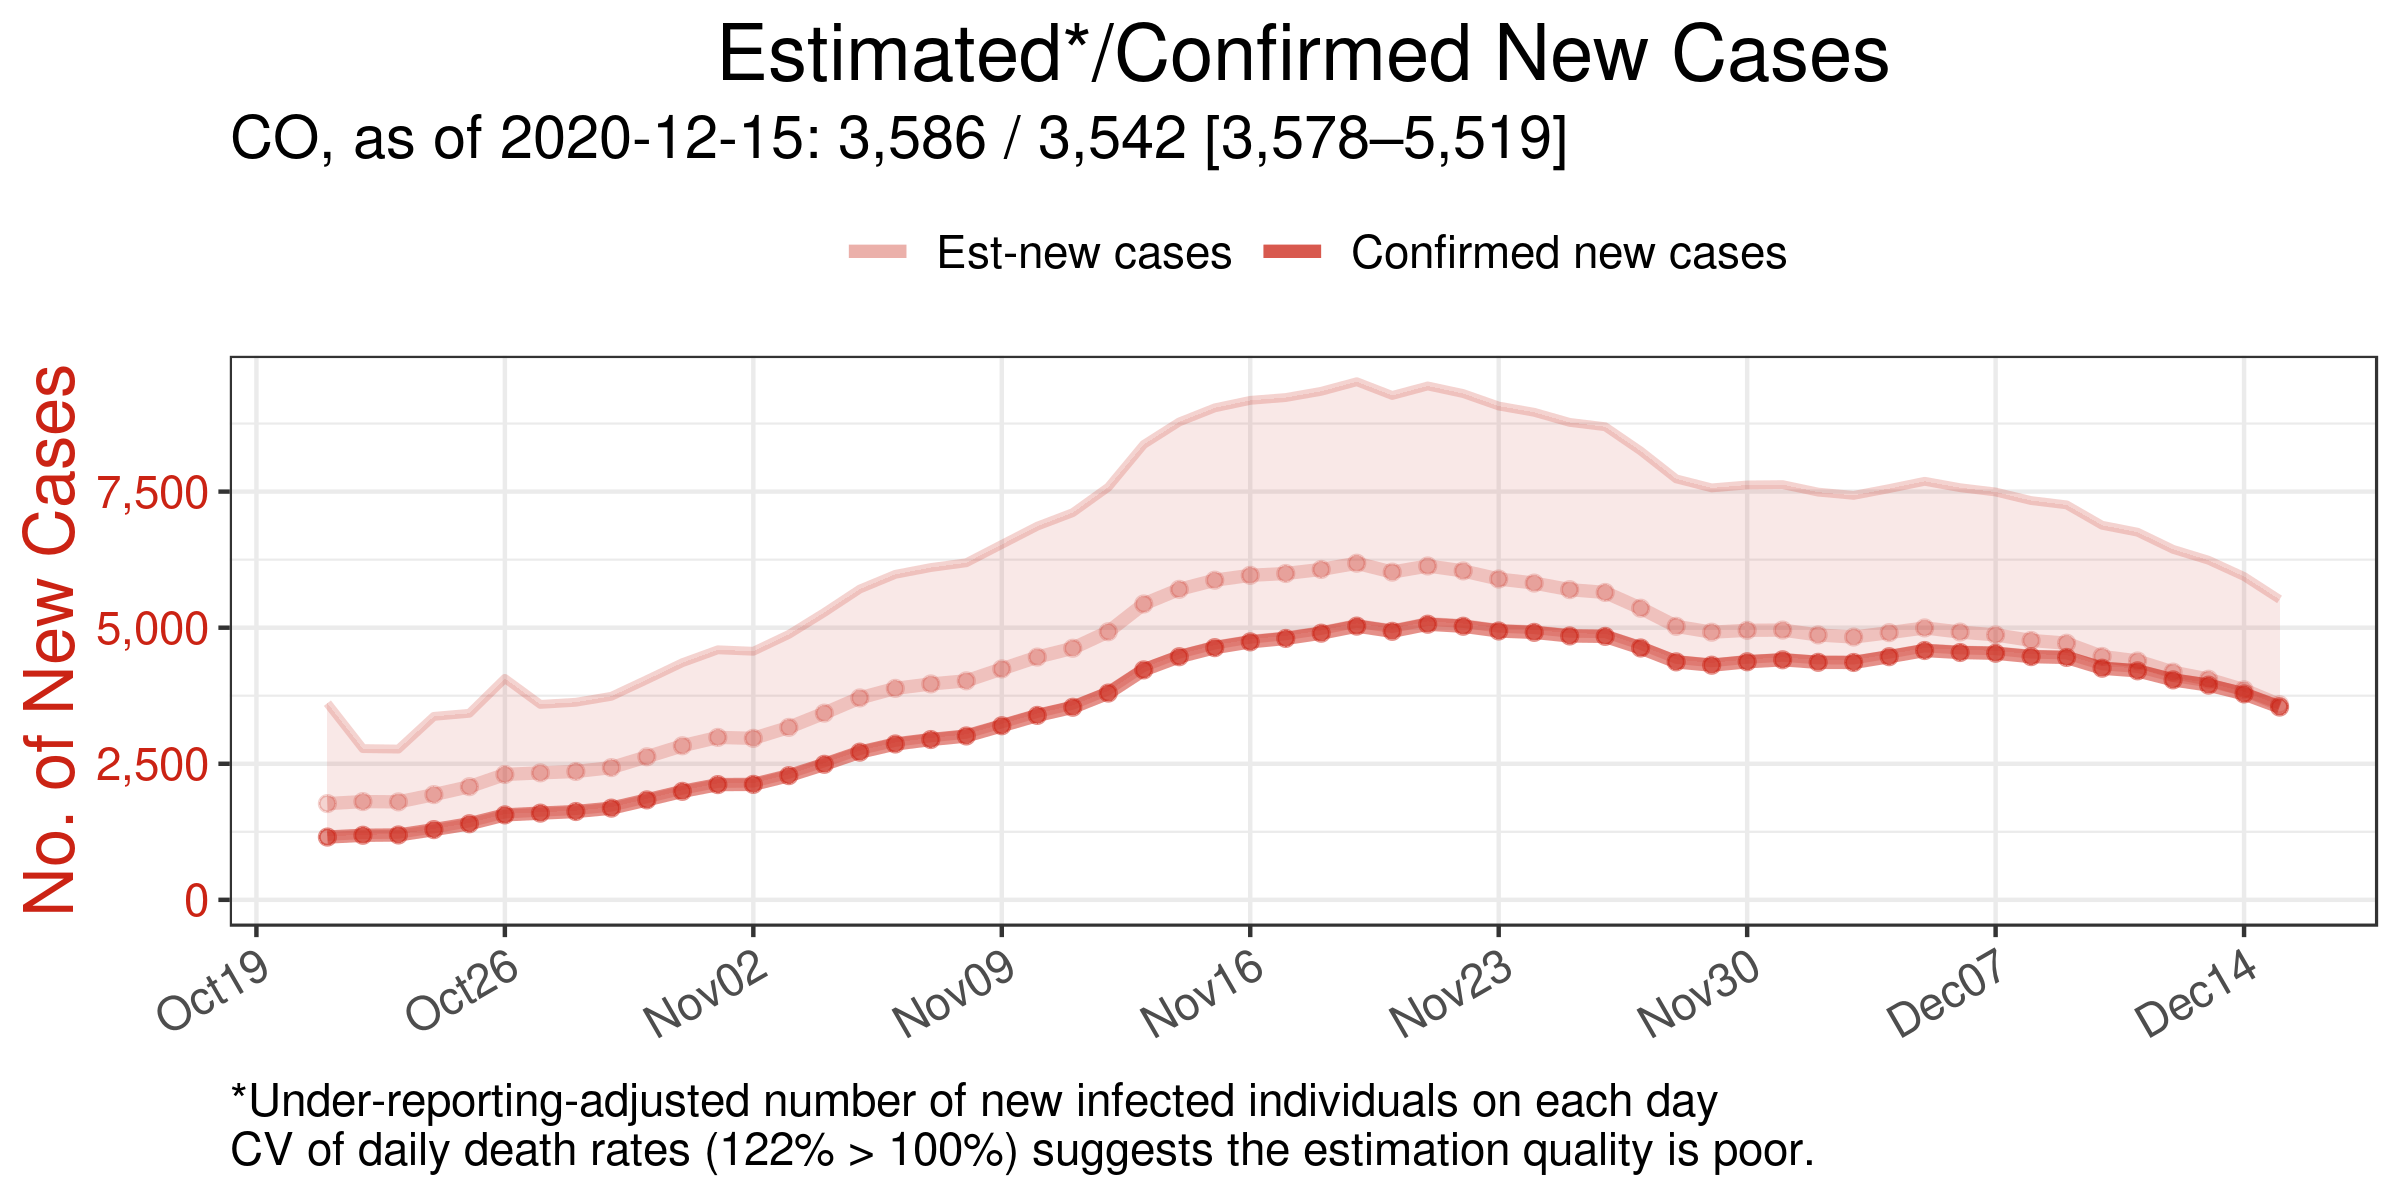 Estimated*/Confirmed New Cases
CO, as of 2020-12-15: 3,586 / 3,542 [3,578–5,519]
Est-new cases
Confirmed new cases
No. of New Cases
7,500
5,000
2,500
0
Oct19
Oct26
Nov02
Nov09
Nov16
Nov23
Nov30
Dec07
Dec14
*Under-reporting-adjusted number of new infected individuals on each day
CV of daily death rates (122% > 100%) suggests the estimation quality is poor.